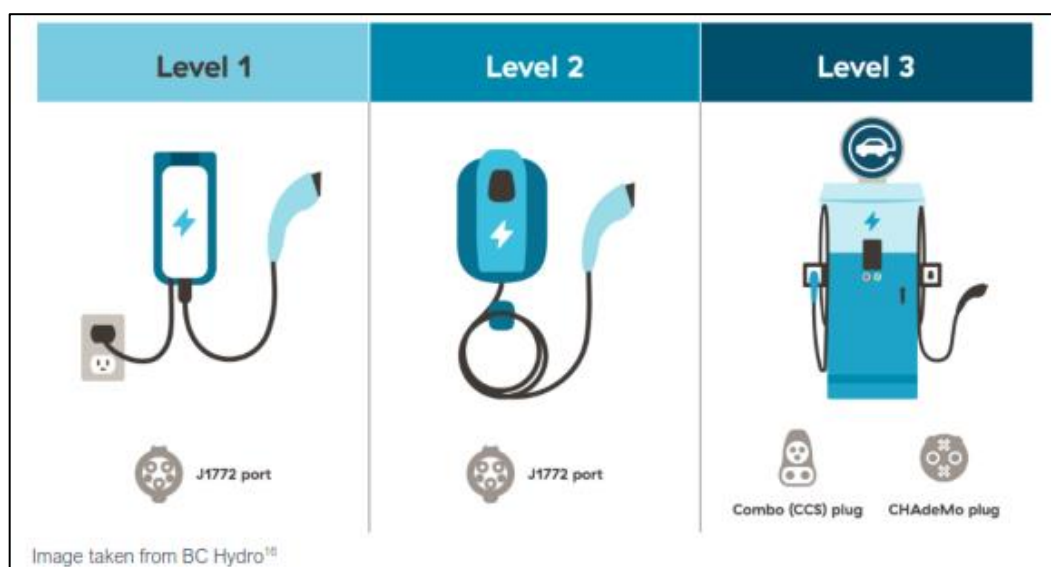 Level 1
Level 2
Level 3
J1772 port
J1772 port
Combo (CCS) plug
CHAdeMo plug
Image taken from BC Hydro¹⁶